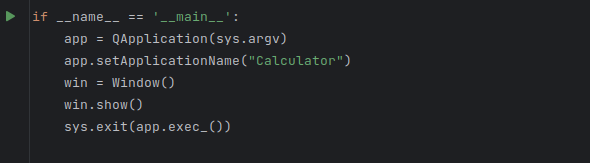 if __name__ == '__main__':
    app = QApplication(sys.argv)
    app.setApplicationName("Calculator")
    win = Window()
    win.show()
    sys.exit(app.exec_())